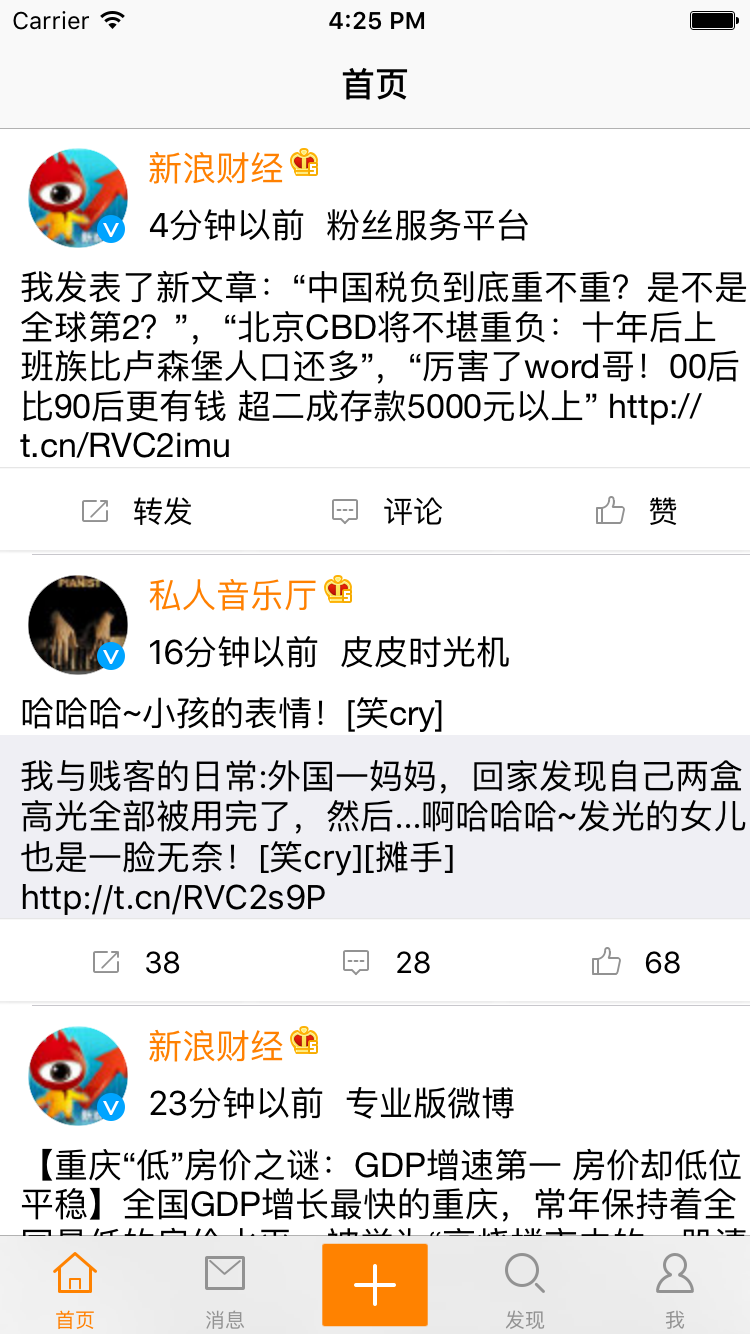 Carrier 4:25 PM
首页
新浪财经
4分钟以前 粉丝服务平台
我发表了新文章：“中国税负到底重不重？是不是
全球第2？”，“北京CBD将不堪重负：十年后上
班族比卢森堡人口还多”，“厉害了word哥！00后
比90后更有钱 超二成存款5000元以上” http://
t.cn/RVC2imu
转发 评论 赞
PIANIST
私人音乐厅
16分钟以前 皮皮时光机
哈哈哈~小孩的表情！[笑cry]
我与贱客的日常:外国一妈妈，回家发现自己两盒
高光全部被用完了，然后...啊哈哈哈~发光的女儿
也是一脸无奈！[笑cry][摊手]
http://t.cn/RVC2s9P
38 28 68
新浪财经
23分钟以前 专业版微博
【重庆“低”房价之谜：GDP增速第一 房价却低位
平稳】全国GDP增长最快的重庆，常年保持着全
首页 消息 发现 我